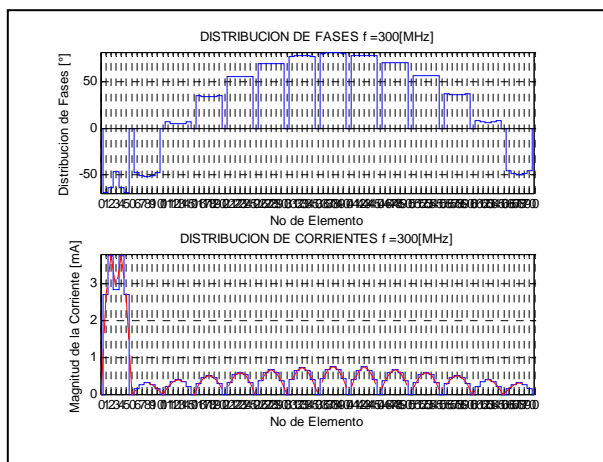 DISTRIBUCION DE FASES f =300[MHz]
Distribucion de Fases [°]
50
0
-50
No de Elemento
DISTRIBUCION DE CORRIENTES f =300[MHz]
Magnitud de la Corriente [mA]
3
2
1
0
No de Elemento